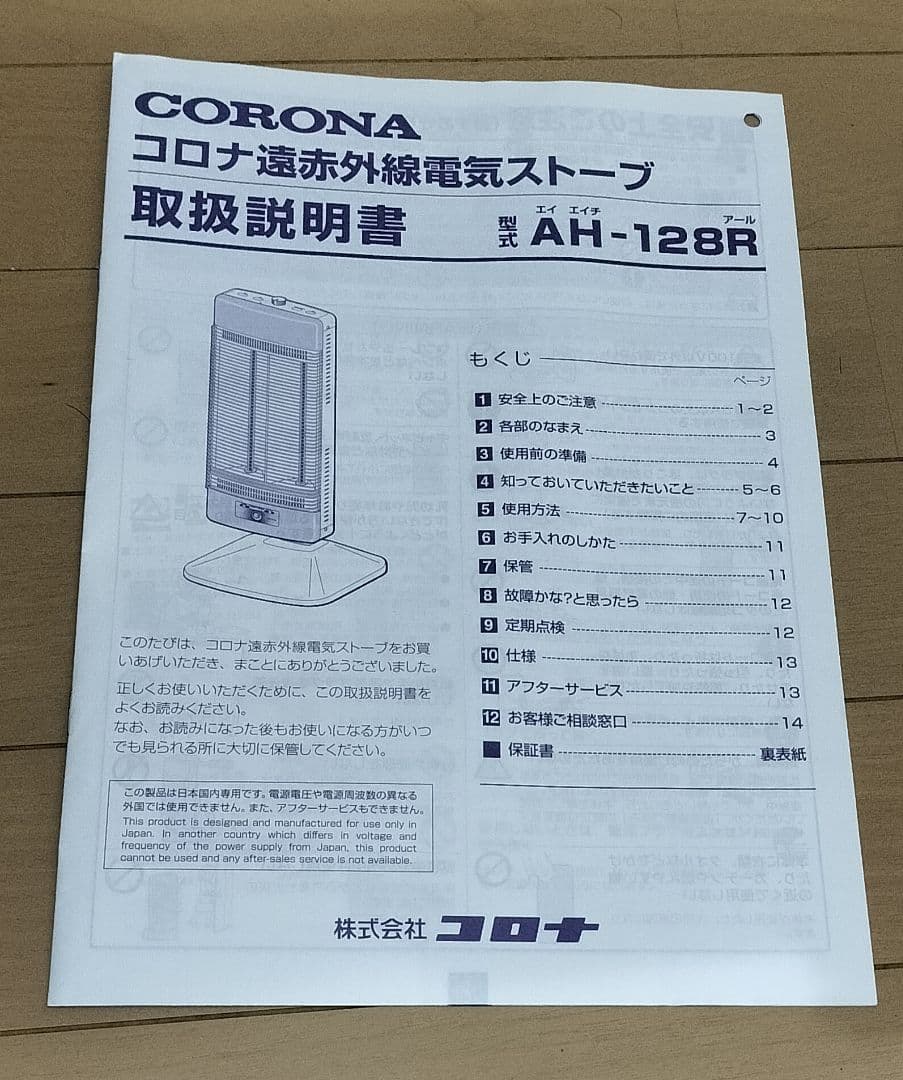 CORONA
コロナ遠赤外線電気ストーブ
取扱説明書
型式 AH-128R
エイ エイチ アール
もくじ
ページ
1 安全上のご注意 1~2
2 各部のなまえ 3
3 使用前の準備 4
4 知っておいていただきたいこと 5~6
5 使用方法 7~10
6 お手入れのしかた 11
7 保管 11
8 故障かな?と思ったら 12
9 定期点検 12
10 仕様 13
11 アフターサービス 13
12 お客様ご相談窓口 14
■ 保証書 裏表紙
このたびは、コロナ遠赤外線電気ストーブをお買
いあげいただき、まことにありがとうございました。
正しくお使いいただくために、この取扱説明書を
よくお読みください。
なお、お読みになった後もお使いになる方がいつ
でも見られる所に大切に保管してください。
この製品は日本国内専用です。電源電圧や電源周波数の異なる
外国では使用できません。また、アフターサービスもできません。
This product is designed and manufactured for use only in
Japan. In another country which differs in voltage and
frequency of the power supply from Japan, this product
cannot be used and any after-sales service is not available.
株式会社 コロナ